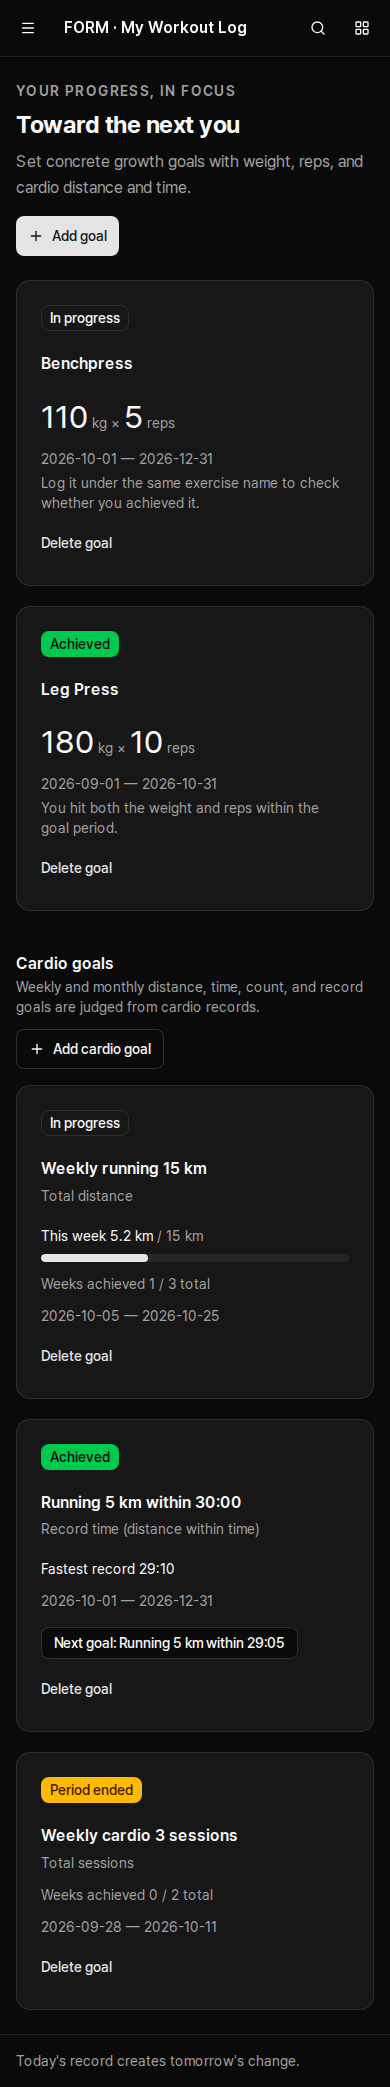 FORM · My Workout Log
YOUR PROGRESS, IN FOCUS
Toward the next you
Set concrete growth goals with weight, reps, and
cardio distance and time.
Add goal
In progress
Benchpress
110 kg × 5 reps
2026-10-01 — 2026-12-31
Log it under the same exercise name to check
whether you achieved it.
Delete goal
Achieved
Leg Press
180 kg × 10 reps
2026-09-01 — 2026-10-31
You hit both the weight and reps within the
goal period.
Delete goal
Cardio goals
Weekly and monthly distance, time, count, and record
goals are judged from cardio records.
Add cardio goal
In progress
Weekly running 15 km
Total distance
This week 5.2 km / 15 km
Weeks achieved 1 / 3 total
2026-10-05 — 2026-10-25
Delete goal
Achieved
Running 5 km within 30:00
Record time (distance within time)
Fastest record 29:10
2026-10-01 — 2026-12-31
Next goal: Running 5 km within 29:05
Delete goal
Period ended
Weekly cardio 3 sessions
Total sessions
Weeks achieved 0 / 2 total
2026-09-28 — 2026-10-11
Delete goal
Today's record creates tomorrow's change.